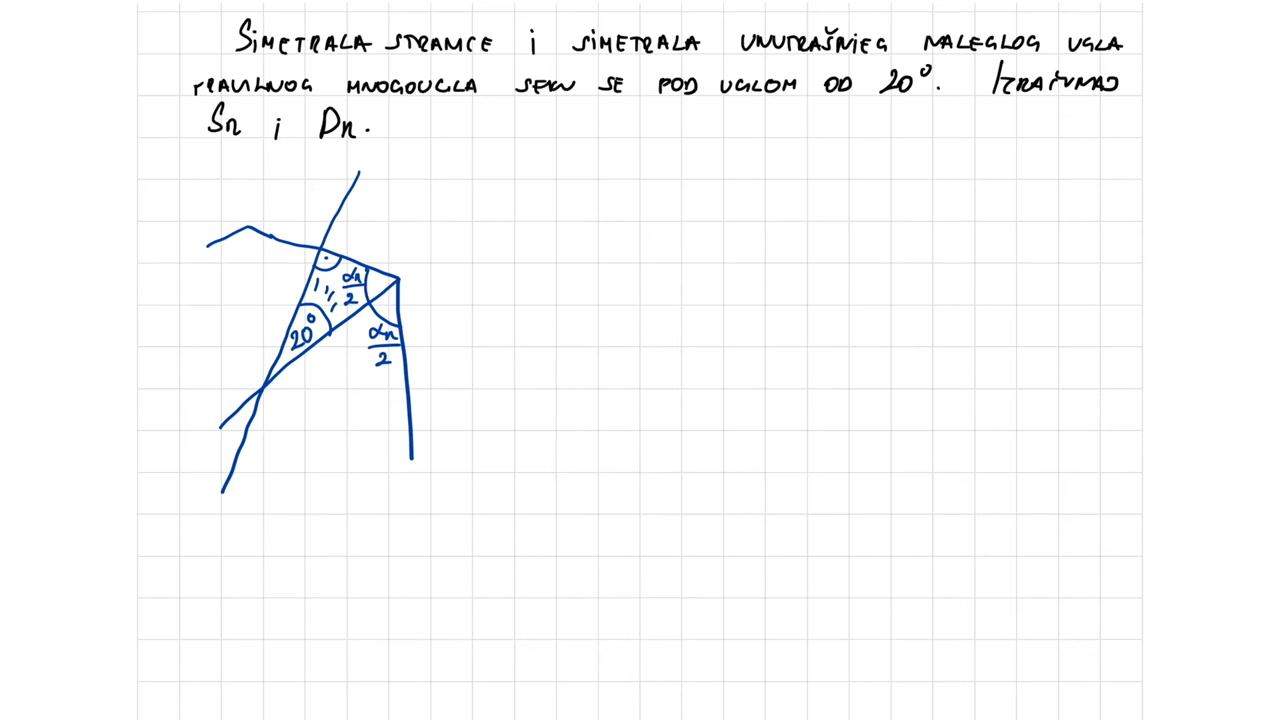 SIMETRALA STRANICE i SIMETRALA UNUTRAŠNJEG NALEGLOG UGLA
PRAVILNOG MNOGOUGLA SEKU SE POD UGLOM OD 20°. IZRAČUNAJ
Sn i Dn.
αn/2
20°
αn/2